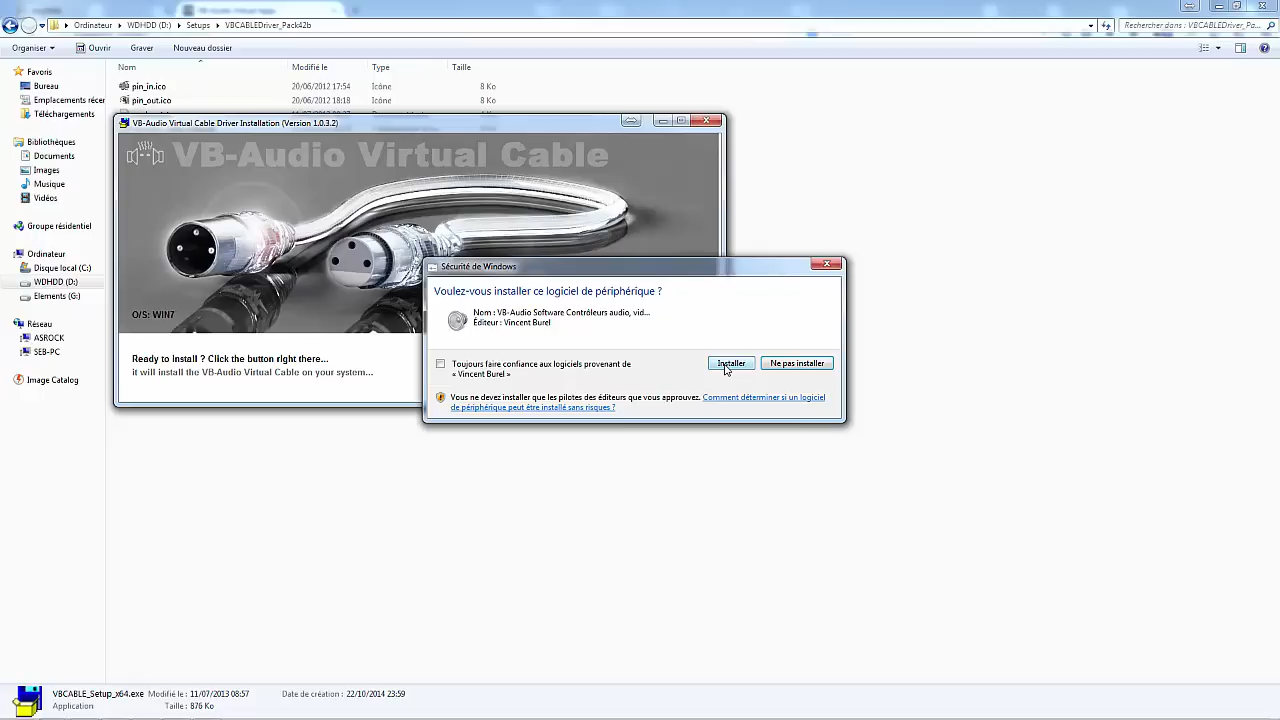 Ordinateur ▸ WDHDD (D:) ▸ Setups ▸ VBCABLEDriver_Pack42b
Rechercher dans : VBCABLEDriver_Pa...
Organiser Ouvrir Graver Nouveau dossier
Nom Modifié le Type Taille
Favoris
Bureau
Emplacements récer
Téléchargements
Bibliothèques
Documents
Images
Musique
Vidéos
Groupe résidentiel
Ordinateur
Disque local (C:)
WDHDD (D:)
Elements (G:)
Réseau
ASROCK
SEB-PC
Image Catalog
pin_in.ico 20/06/2012 17:54 Icône 8 Ko
pin_out.ico 20/06/2012 18:18 Icône 8 Ko
VB-Audio Virtual Cable Driver Installation (Version 1.0.3.2)
VB-Audio Virtual Cable
O/S: WIN7
Ready to Install ? Click the button right there...
it will install the VB-Audio Virtual Cable on your system...
Sécurité de Windows
Voulez-vous installer ce logiciel de périphérique ?
Nom : VB-Audio Software Contrôleurs audio, vid...
Éditeur : Vincent Burel
Toujours faire confiance aux logiciels provenant de
« Vincent Burel »
Installer Ne pas installer
Vous ne devez installer que les pilotes des éditeurs que vous approuvez. Comment déterminer si un logiciel
de périphérique peut être installé sans risques ?
VBCABLE_Setup_x64.exe Modifié le : 11/07/2013 08:57 Date de création : 22/10/2014 23:59
Application Taille : 876 Ko